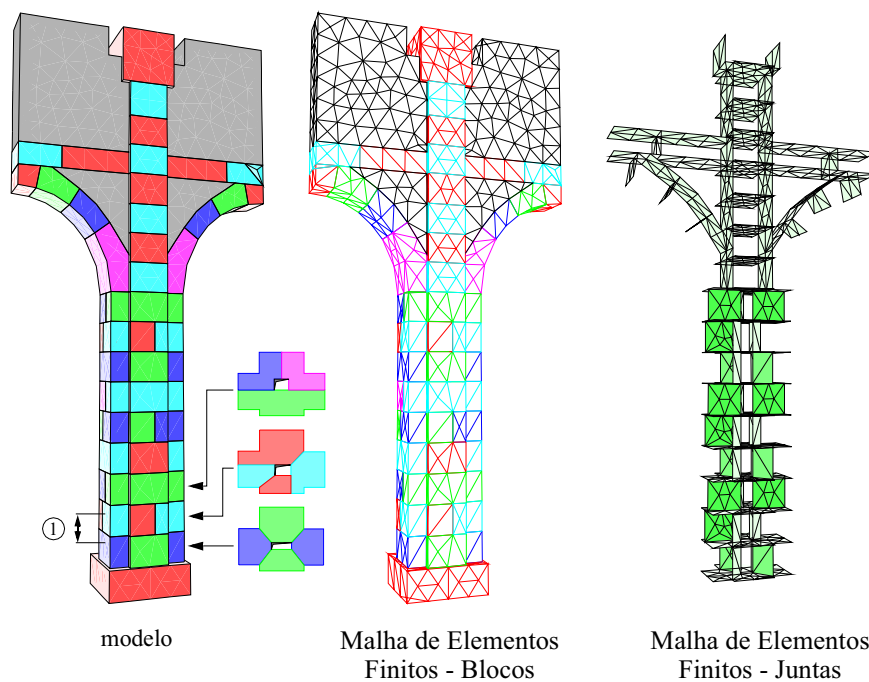 1
modelo
Malha de Elementos
Finitos - Blocos
Malha de Elementos
Finitos - Juntas